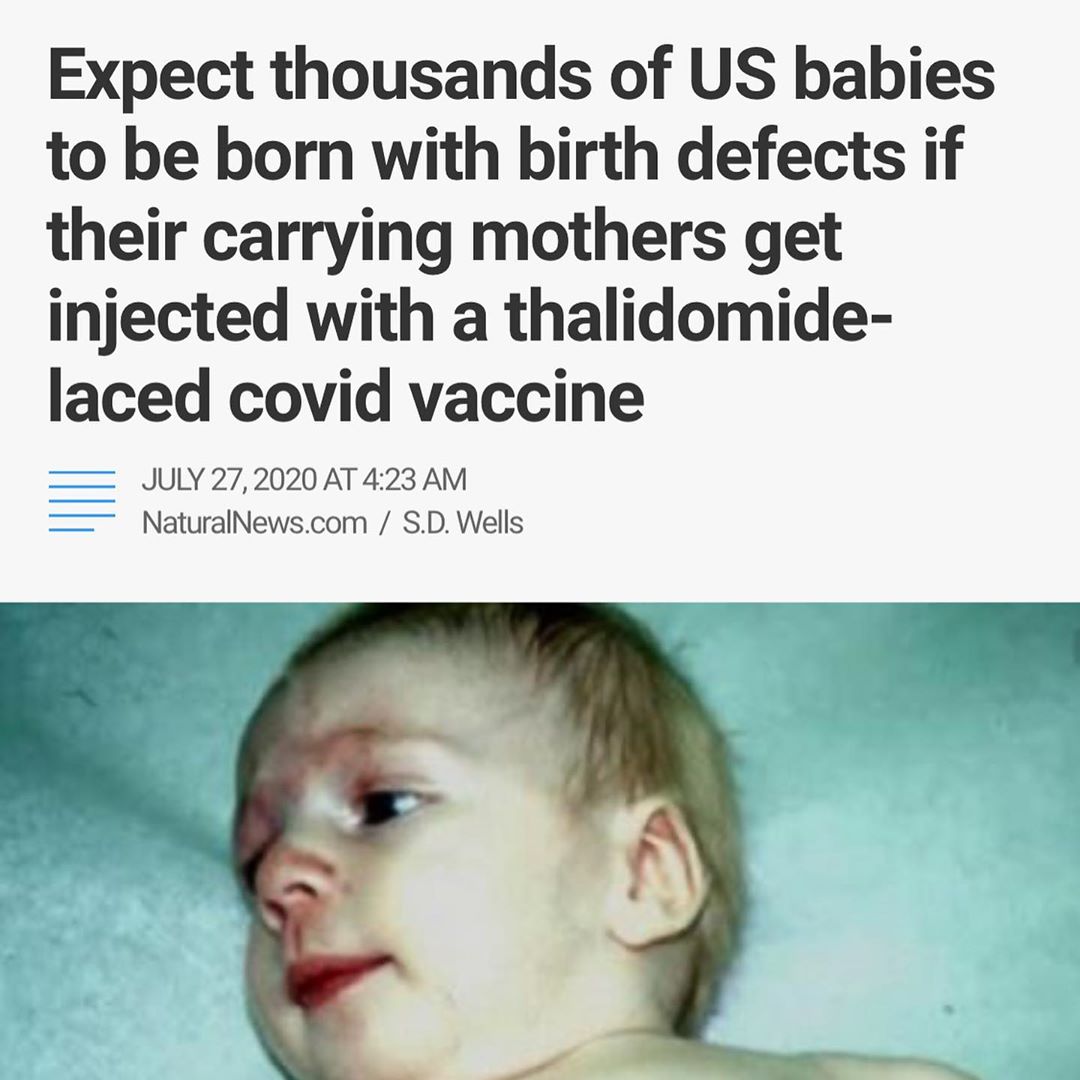 Expect thousands of US babies
to be born with birth defects if
their carrying mothers get
injected with a thalidomide-
laced covid vaccine
JULY 27, 2020 AT 4:23 AM
NaturalNews.com / S.D. Wells